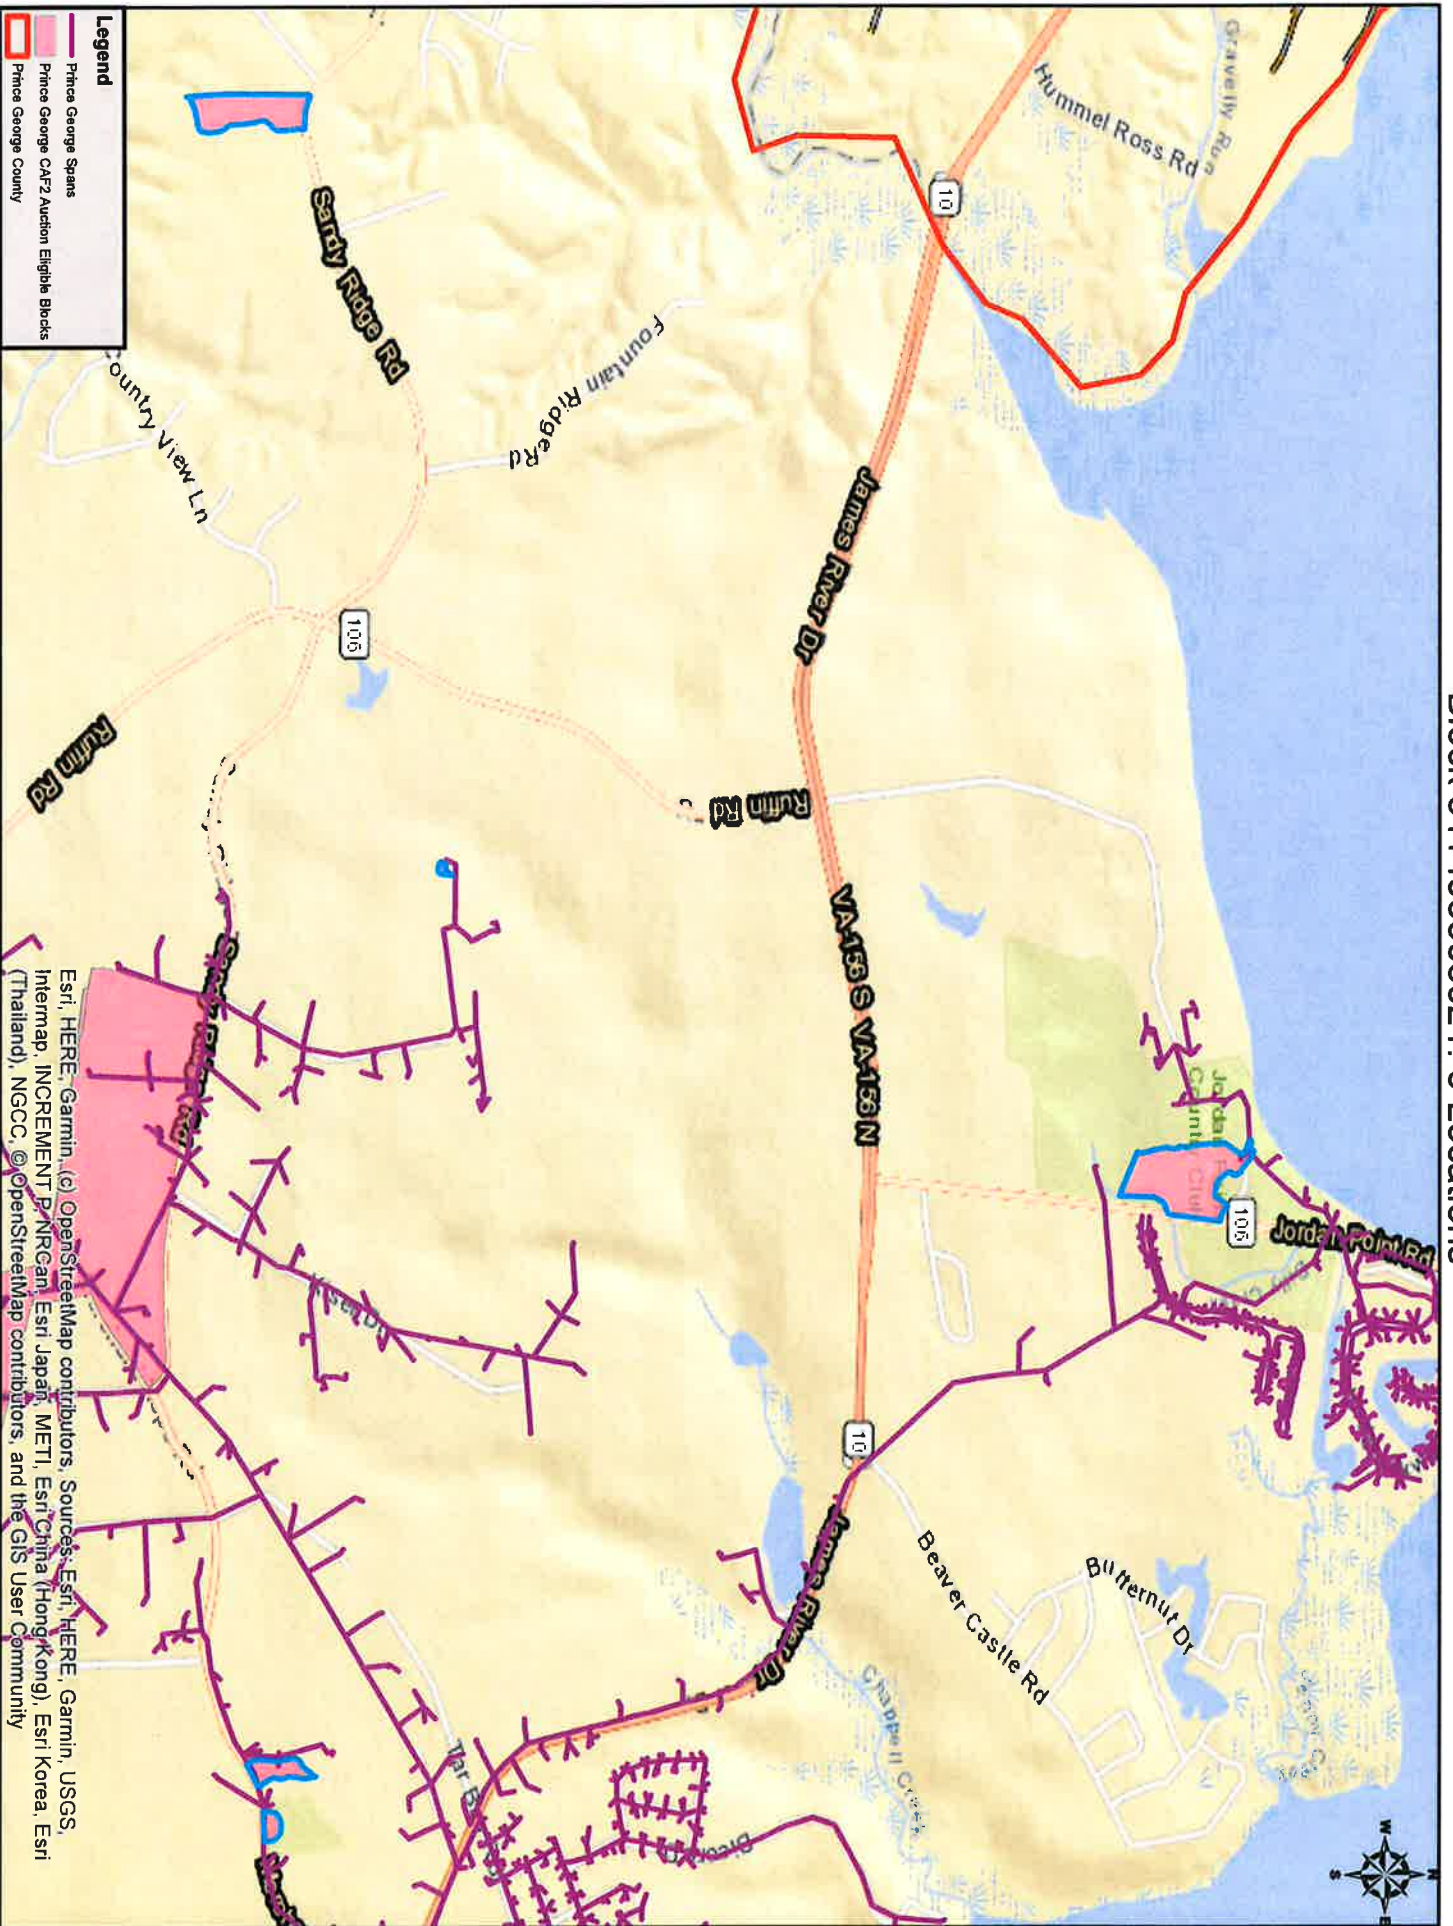 Legend
Prince George Spans
Prince George CAF2 Auction Eligible Blocks
Prince George County
Gravelly Run
Hummel Ross Rd
10
James River Dr
Sandy Ridge Rd
Fountain Ridge Rd
Country View Ln
106
Ruffin Rd
Ruffin Rd
VA-156 S VA-156 N
106
Jordan Point Rd
10
James River Dr
Beaver Castle Rd
Butternut Dr
Chappell Creek
N
W
E
S
Esri, HERE, Garmin, (c) OpenStreetMap contributors, Sources: Esri, HERE, Garmin, USGS,
Intermap, INCREMENT P, NRCan, Esri Japan, METI, Esri China (Hong Kong), Esri Korea, Esri
(Thailand), NGCC, © OpenStreetMap contributors, and the GIS User Community